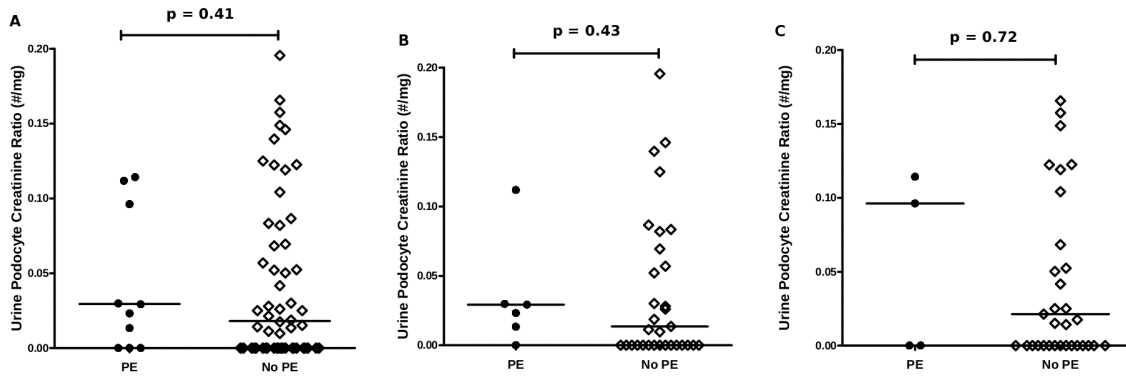 A
p = 0.41
Urine Podocyte Creatinine Ratio (#/mg)
0.20
0.15
0.10
0.05
0.00
PE
No PE
B
p = 0.43
Urine Podocyte Creatinine Ratio (#/mg)
0.20
0.15
0.10
0.05
0.00
PE
No PE
C
p = 0.72
Urine Podocyte Creatinine Ratio (#/mg)
0.20
0.15
0.10
0.05
0.00
PE
No PE